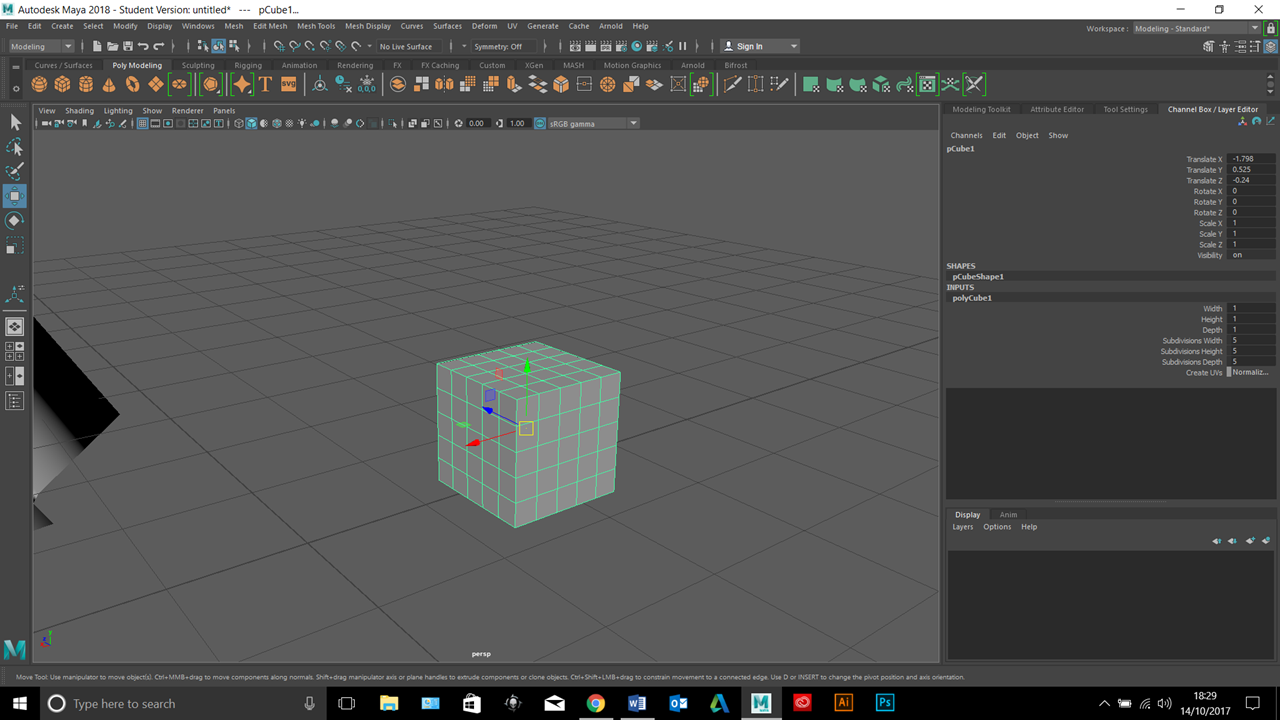 Autodesk Maya 2018 - Student Version: untitled* --- pCube1...
File Edit Create Select Modify Display Windows Mesh Edit Mesh Mesh Tools Mesh Display Curves Surfaces Deform UV Generate Cache Arnold Help
Workspace: Modeling - Standard*
Modeling No Live Surface Symmetry: Off Sign In
Curves / Surfaces Poly Modeling Sculpting Rigging Animation Rendering FX FX Caching Custom XGen MASH Motion Graphics Arnold Bifrost
T SVG 0,0,0
View Shading Lighting Show Renderer Panels
0.00 1.00 sRGB gamma
persp
Modeling Toolkit Attribute Editor Tool Settings Channel Box / Layer Editor
Channels Edit Object Show
pCube1
Translate X -1.798
Translate Y 0.525
Translate Z -0.24
Rotate X 0
Rotate Y 0
Rotate Z 0
Scale X 1
Scale Y 1
Scale Z 1
Visibility on
SHAPES
pCubeShape1
INPUTS
polyCube1
Width 1
Height 1
Depth 1
Subdivisions Width 5
Subdivisions Height 5
Subdivisions Depth 5
Create UVs Normaliz...
Display Anim
Layers Options Help
Move Tool: Use manipulator to move object(s). Ctrl+MMB+drag to move components along normals. Shift+drag manipulator axis or plane handles to extrude components or clone objects. Ctrl+Shift+LMB+drag to constrain movement to a connected edge. Use D or INSERT to change the pivot position and axis orientation.
Type here to search
Ai Ps
18:29
14/10/2017